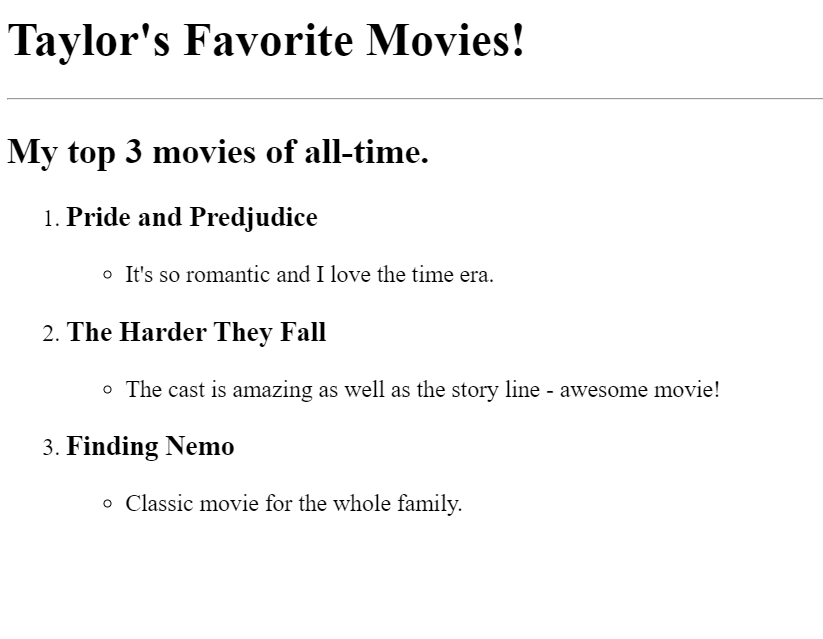 Taylor's Favorite Movies!
My top 3 movies of all-time.
1. Pride and Predjudice
It's so romantic and I love the time era.
2. The Harder They Fall
The cast is amazing as well as the story line - awesome movie!
3. Finding Nemo
Classic movie for the whole family.